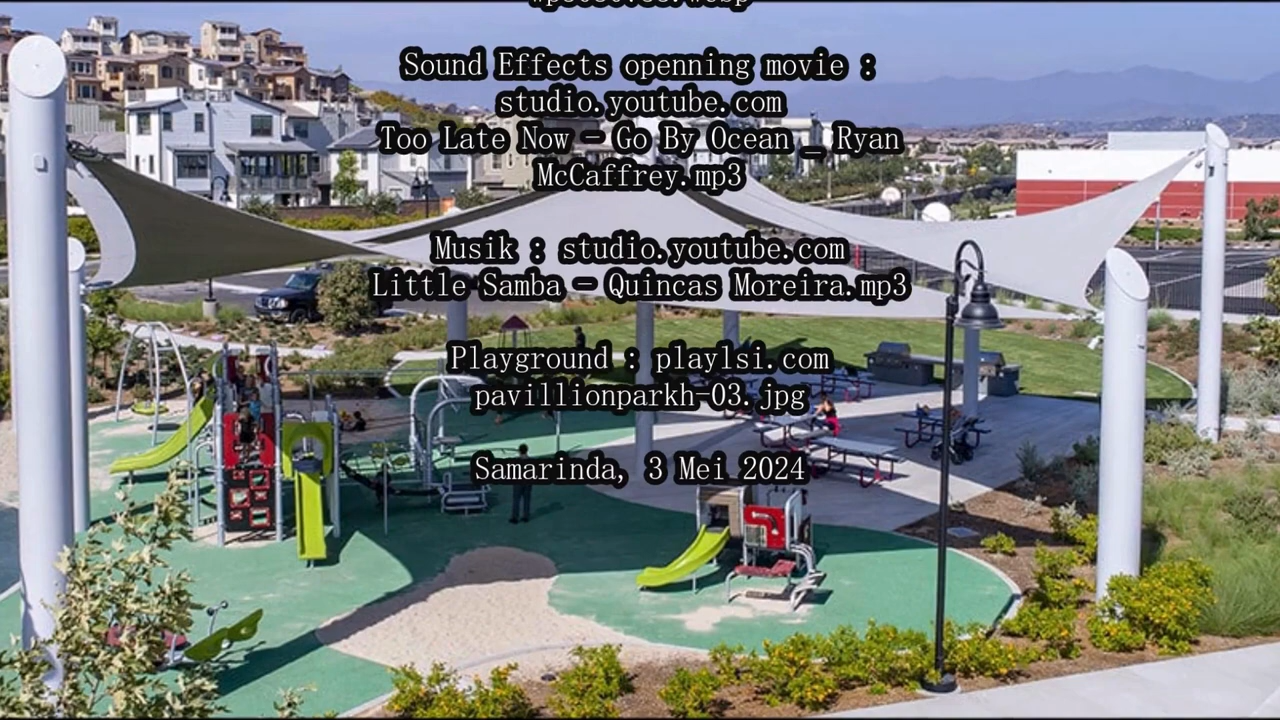 Sound Effects openning movie :
studio.youtube.com
Too Late Now - Go By Ocean _ Ryan
McCaffrey.mp3
Musik : studio.youtube.com
Little Samba - Quincas Moreira.mp3
Playground : playlsi.com
pavillionparkh-03.jpg
Samarinda, 3 Mei 2024